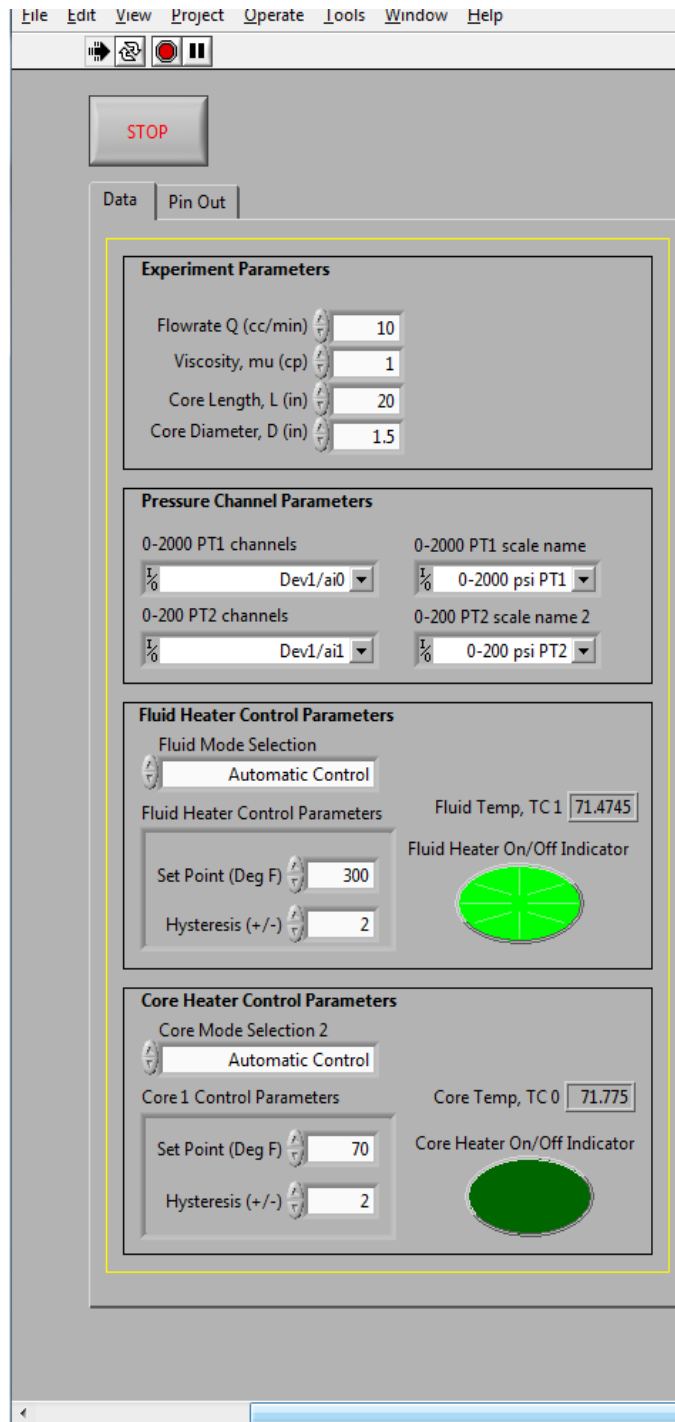 File Edit View Project Operate Tools Window Help
STOP
Data Pin Out
Experiment Parameters
Flowrate Q (cc/min) 10
Viscosity, mu (cp) 1
Core Length, L (in) 20
Core Diameter, D (in) 1.5
Pressure Channel Parameters
0-2000 PT1 channels 0-2000 PT1 scale name
I/0 Dev1/ai0 I/0 0-2000 psi PT1
0-200 PT2 channels 0-200 PT2 scale name 2
I/0 Dev1/ai1 I/0 0-200 psi PT2
Fluid Heater Control Parameters
Fluid Mode Selection
Automatic Control
Fluid Temp, TC 1 71.4745
Fluid Heater Control Parameters
Fluid Heater On/Off Indicator
Set Point (Deg F) 300
Hysteresis (+/-) 2
Core Heater Control Parameters
Core Mode Selection 2
Automatic Control
Core 1 Control Parameters Core Temp, TC 0 71.775
Core Heater On/Off Indicator
Set Point (Deg F) 70
Hysteresis (+/-) 2